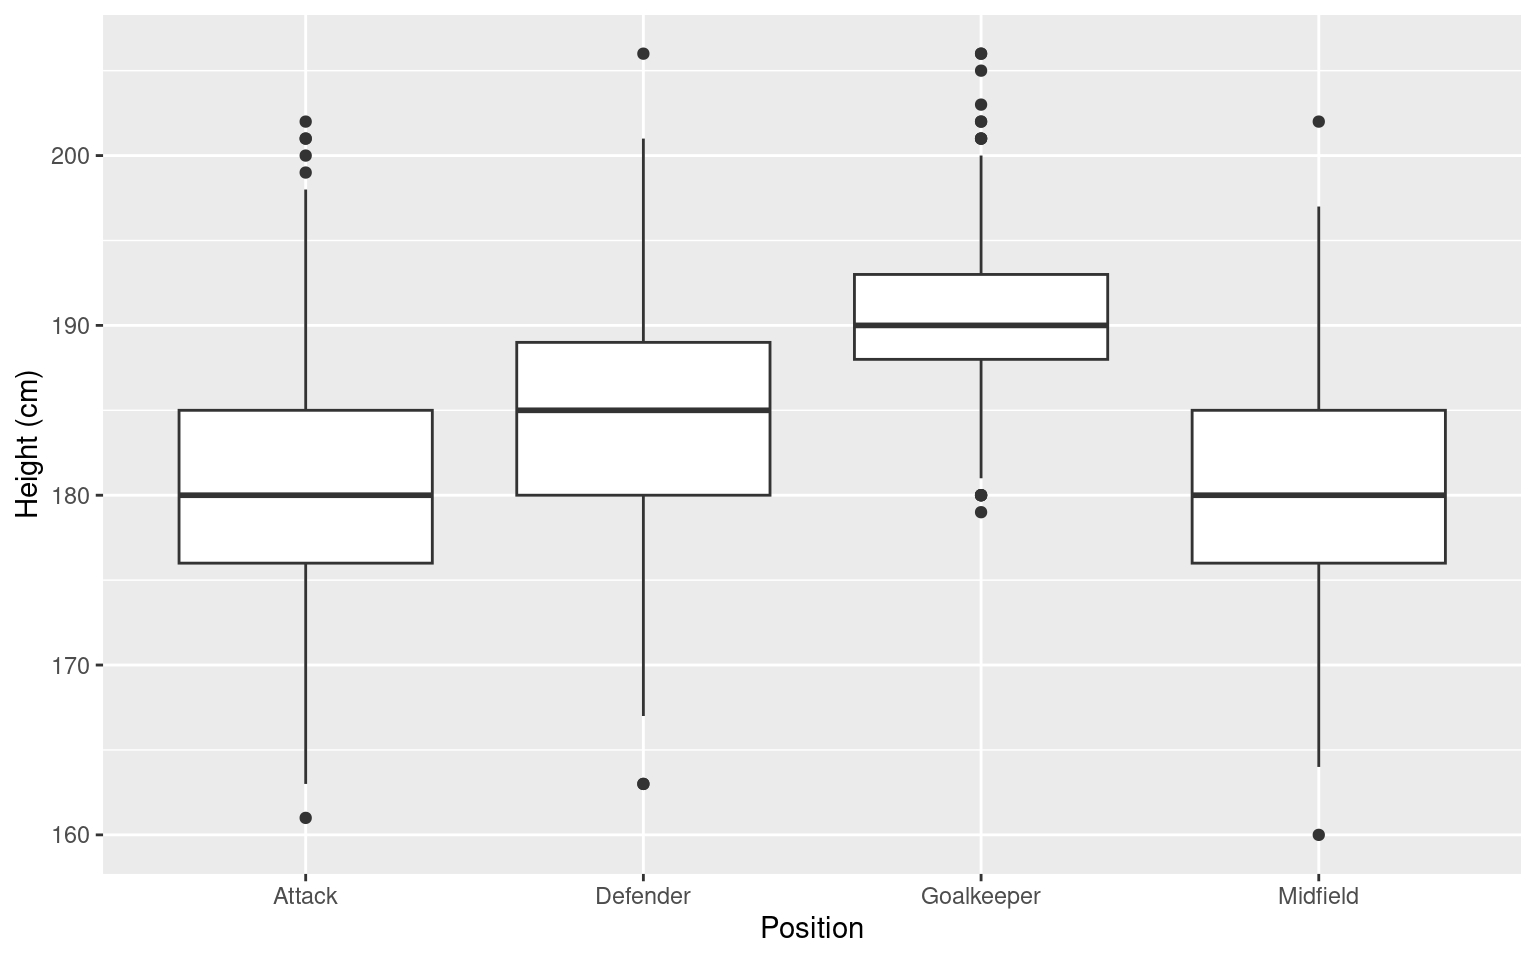 Height (cm)
200
190
180
170
160
Attack Defender Goalkeeper Midfield
Position